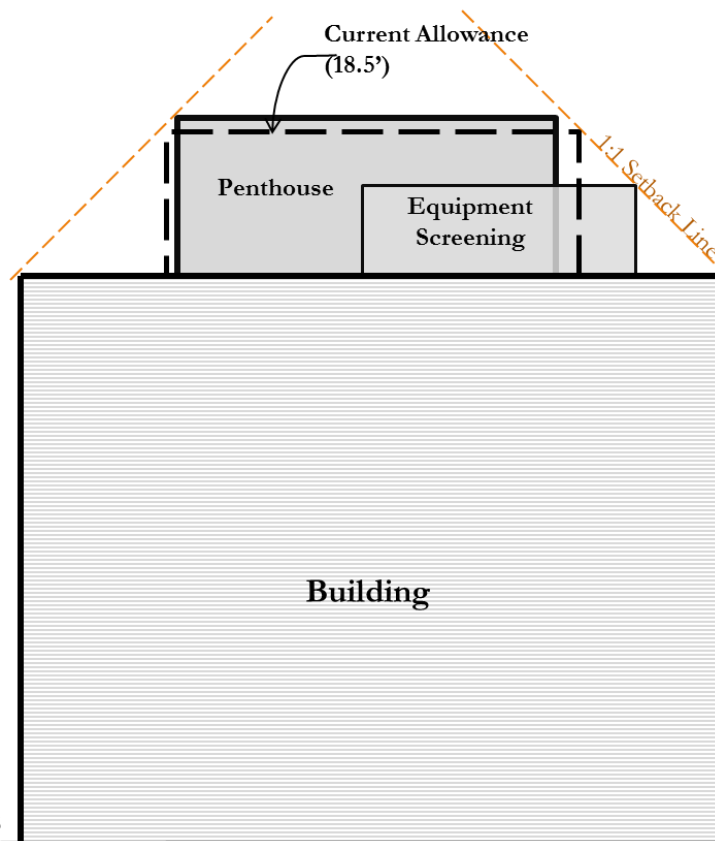 Current Allowance
(18.5’)
1:1 Setback Line
Penthouse
Equipment
Screening
Building